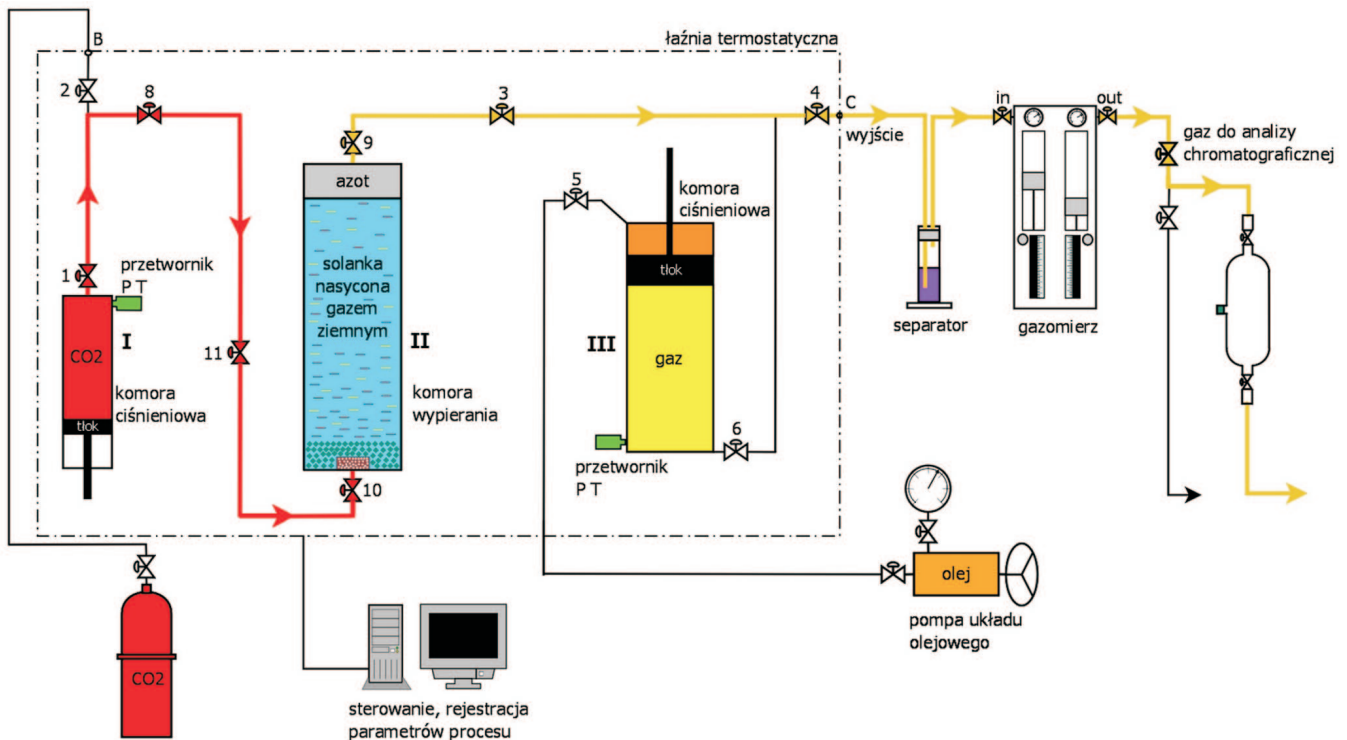 B
łaźnia termostatyczna
2
8
3
4
C
wyjście
in
out
gaz do analizy
chromatograficznej
9
azot
5
komora
ciśnieniowa
1
przetwornik
P T
I
CO2
komora
ciśnieniowa
tłok
11
solanka
nasycona
gazem
ziemnym
II
komora
wypierania
10
tłok
III
gaz
6
przetwornik
P T
separator
gazomierz
olej
pompa układu
olejowego
CO2
sterowanie, rejestracja
parametrów procesu